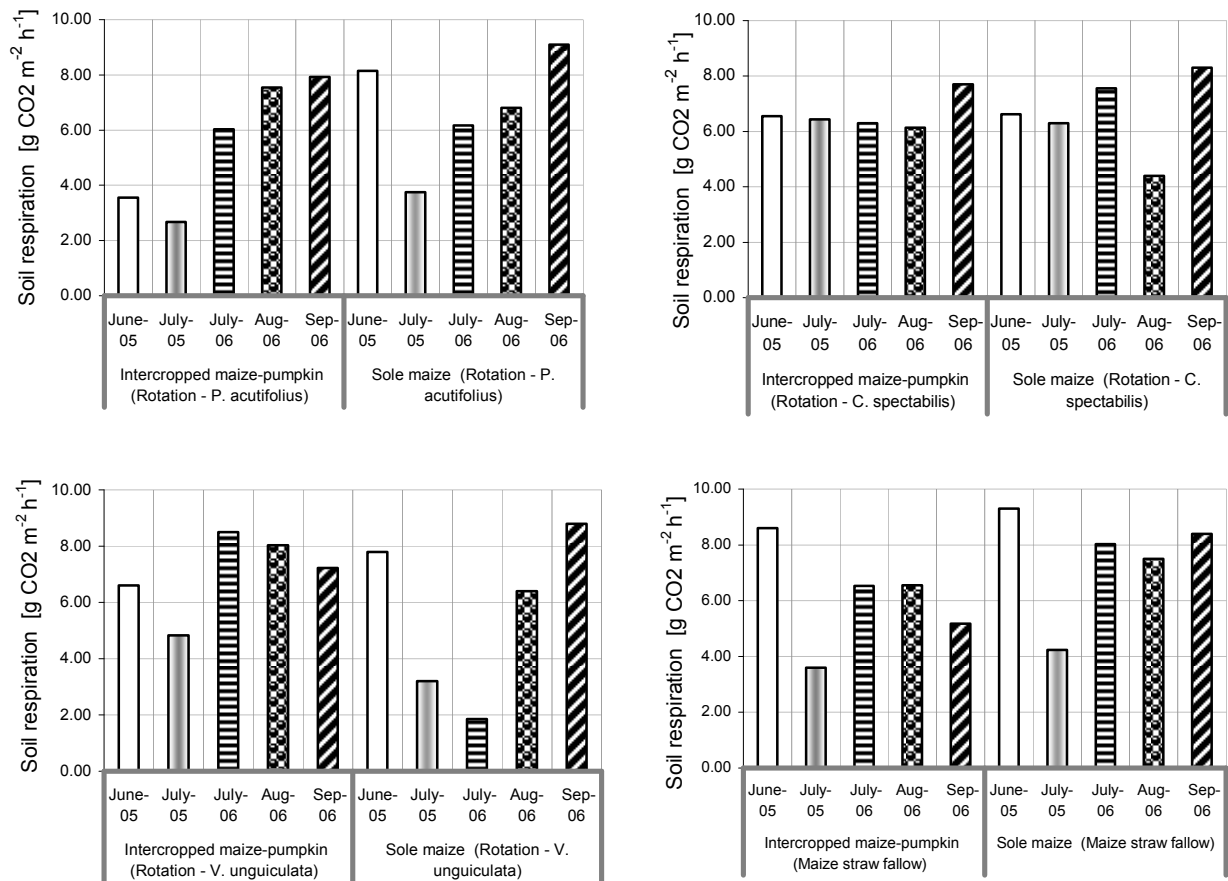 Soil respiration [g CO2 m⁻² h⁻¹]
10.00
8.00
6.00
4.00
2.00
0.00
June-05 July-05 July-06 Aug-06 Sep-06 June-05 July-05 July-06 Aug-06 Sep-06
Intercropped maize-pumpkin
(Rotation - P. acutifolius)
Sole maize (Rotation - P.
acutifolius)
Soil respiration [g CO2 m⁻² h⁻¹]
10.00
8.00
6.00
4.00
2.00
0.00
June-05 July-05 July-06 Aug-06 Sep-06 June-05 July-05 July-06 Aug-06 Sep-06
Intercropped maize-pumpkin
(Rotation - C. spectabilis)
Sole maize (Rotation - C.
spectabilis)
Soil respiration [g CO2 m⁻² h⁻¹]
10.00
8.00
6.00
4.00
2.00
0.00
June-05 July-05 July-06 Aug-06 Sep-06 June-05 July-05 July-06 Aug-06 Sep-06
Intercropped maize-pumpkin
(Rotation - V. unguiculata)
Sole maize (Rotation - V.
unguiculata)
Soil respiration [g CO2 m⁻² h⁻¹]
10.00
8.00
6.00
4.00
2.00
0.00
June-05 July-05 July-06 Aug-06 Sep-06 June-05 July-05 July-06 Aug-06 Sep-06
Intercropped maize-pumpkin
(Maize straw fallow)
Sole maize (Maize straw fallow)